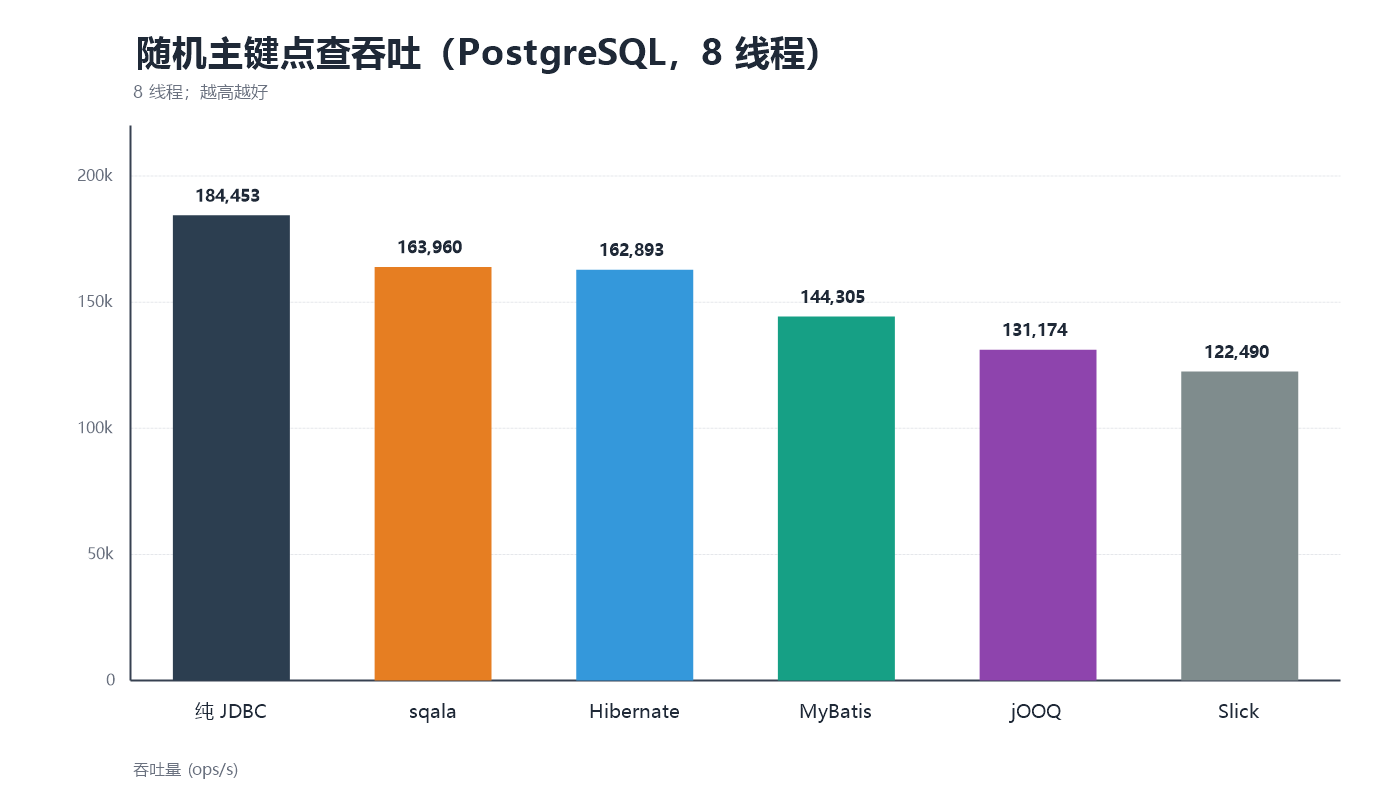 随机主键点查吞吐（PostgreSQL，8 线程）
8 线程；越高越好
200k
150k
100k
50k
0
184,453
163,960
162,893
144,305
131,174
122,490
纯 JDBC
sqala
Hibernate
MyBatis
jOOQ
Slick
吞吐量 (ops/s)